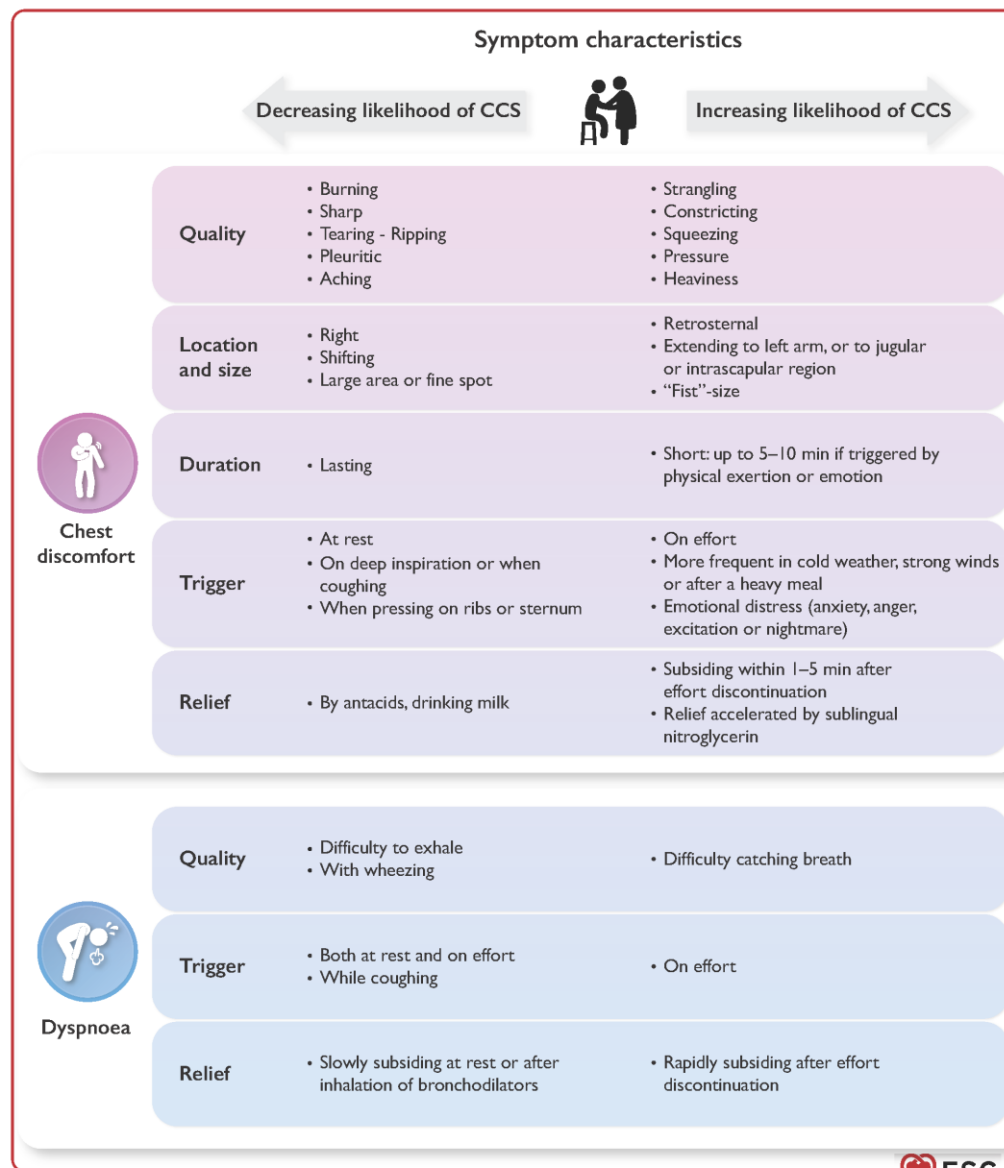 Symptom characteristics
Decreasing likelihood of CCS
Increasing likelihood of CCS
Quality
• Burning
• Sharp
• Tearing - Ripping
• Pleuritic
• Aching
• Strangling
• Constricting
• Squeezing
• Pressure
• Heaviness
Location
and size
• Right
• Shifting
• Large area or fine spot
• Retrosternal
• Extending to left arm, or to jugular
or intrascapular region
• “Fist”-size
Chest
discomfort
Duration
• Lasting
• Short: up to 5–10 min if triggered by
physical exertion or emotion
Trigger
• At rest
• On deep inspiration or when
coughing
• When pressing on ribs or sternum
• On effort
• More frequent in cold weather, strong winds
or after a heavy meal
• Emotional distress (anxiety, anger,
excitation or nightmare)
Relief
• By antacids, drinking milk
• Subsiding within 1–5 min after
effort discontinuation
• Relief accelerated by sublingual
nitroglycerin
Dyspnoea
Quality
• Difficulty to exhale
• With wheezing
• Difficulty catching breath
Trigger
• Both at rest and on effort
• While coughing
• On effort
Relief
• Slowly subsiding at rest or after
inhalation of bronchodilators
• Rapidly subsiding after effort
discontinuation
ESC